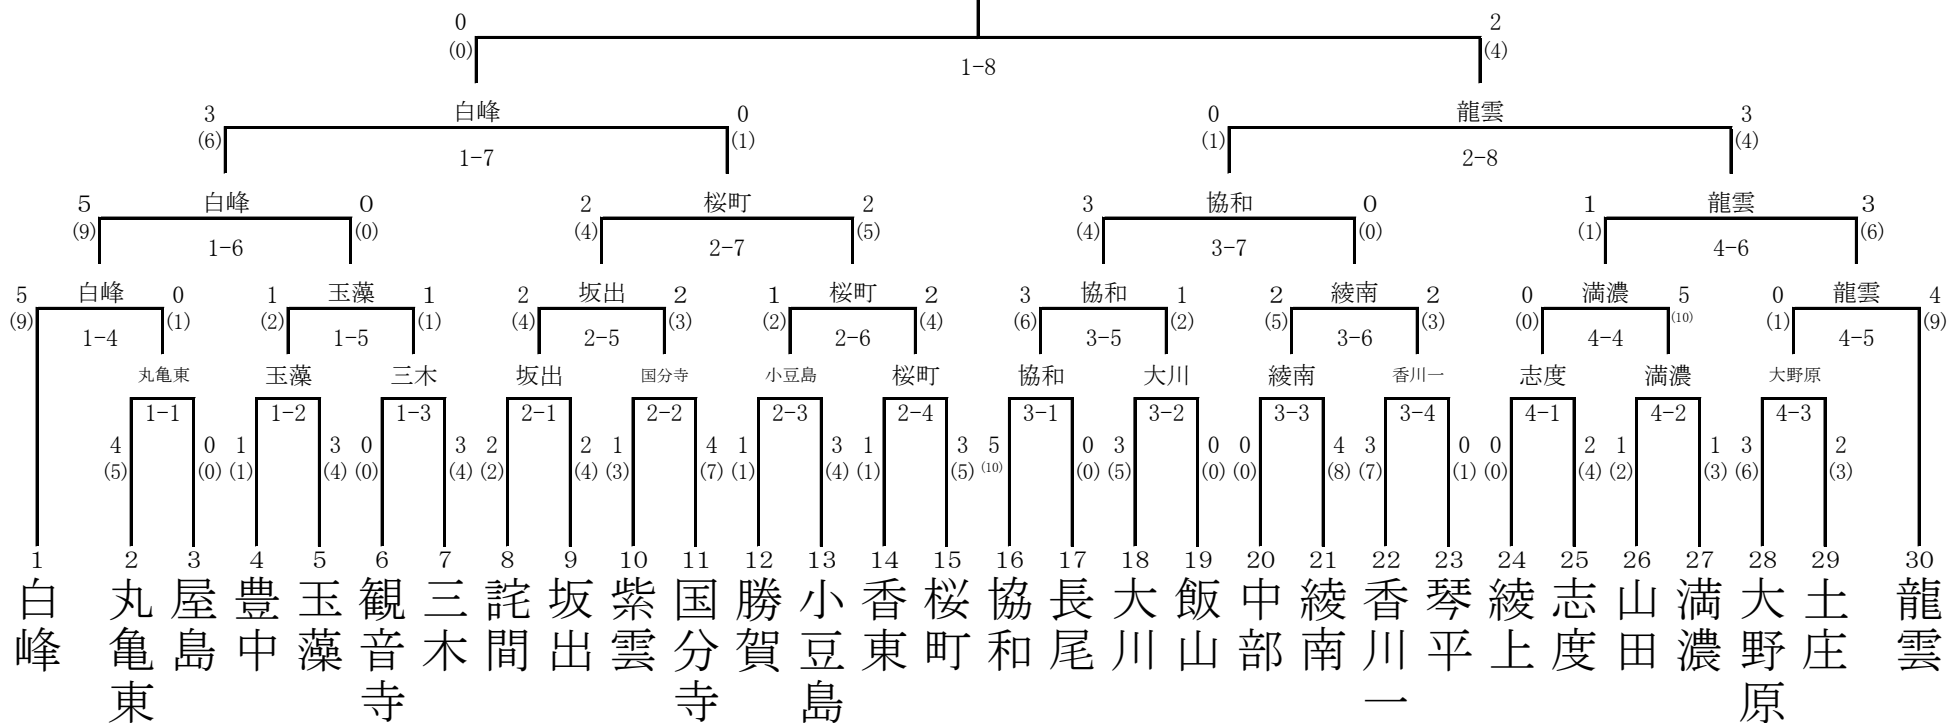 0 2
(0) (4)
1-8
3 白峰 0 0 龍雲 3
(6) (1) (1) (4)
1-7 2-8
5 白峰 0 2 桜町 2 3 協和 0 1 龍雲 3
(9) (0) (4) (5) (4) (0) (1) (6)
1-6 2-7 3-7 4-6
5 白峰 0 1 玉藻 1 2 坂出 2 1 桜町 2 3 協和 1 2 綾南 2 0 満濃 5 0 龍雲 4
(9) (1) (2) (1) (4) (3) (2) (4) (6) (2) (5) (3) (0) (10) (1) (9)
1-4 1-5 2-5 2-6 3-5 3-6 4-4 4-5
丸亀東 玉藻 三木 坂出 国分寺 小豆島 桜町 協和 大川 綾南 香川一 志度 満濃 大野原
1-1 1-2 1-3 2-1 2-2 2-3 2-4 3-1 3-2 3-3 3-4 4-1 4-2 4-3
4 0 1 3 0 3 2 2 1 4 1 3 1 3 5 0 3 0 0 4 3 0 0 2 1 1 3 2
(5) (0) (1) (4) (0) (4) (2) (4) (3) (7) (1) (4) (1) (5) (10) (0) (5) (0) (0) (8) (7) (1) (0) (4) (2) (3) (6) (3)
1 2 3 4 5 6 7 8 9 10 11 12 13 14 15 16 17 18 19 20 21 22 23 24 25 26 27 28 29 30
白峰 丸亀東 屋島 豊中 玉藻 観音寺 三木 詫間 坂出 紫雲 国分寺 勝賀 小豆島 香東 桜町 協和 長尾 大川 飯山 中部 綾南 香川一 琴平 綾上 志度 山田 満濃 大野原 土庄 龍雲